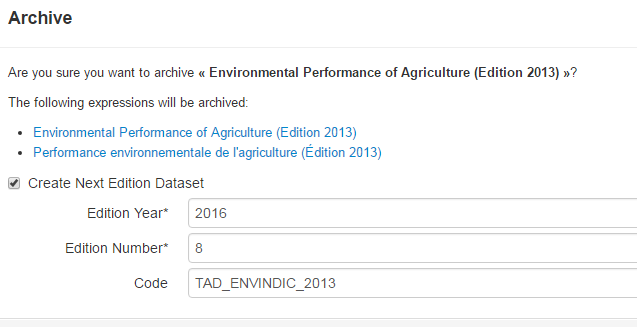 Archive
Are you sure you want to archive « Environmental Performance of Agriculture (Edition 2013) »?
The following expressions will be archived:
Environmental Performance of Agriculture (Edition 2013)
Performance environnementale de l'agriculture (Édition 2013)
Create Next Edition Dataset
Edition Year* 2016
Edition Number* 8
Code TAD_ENVINDIC_2013